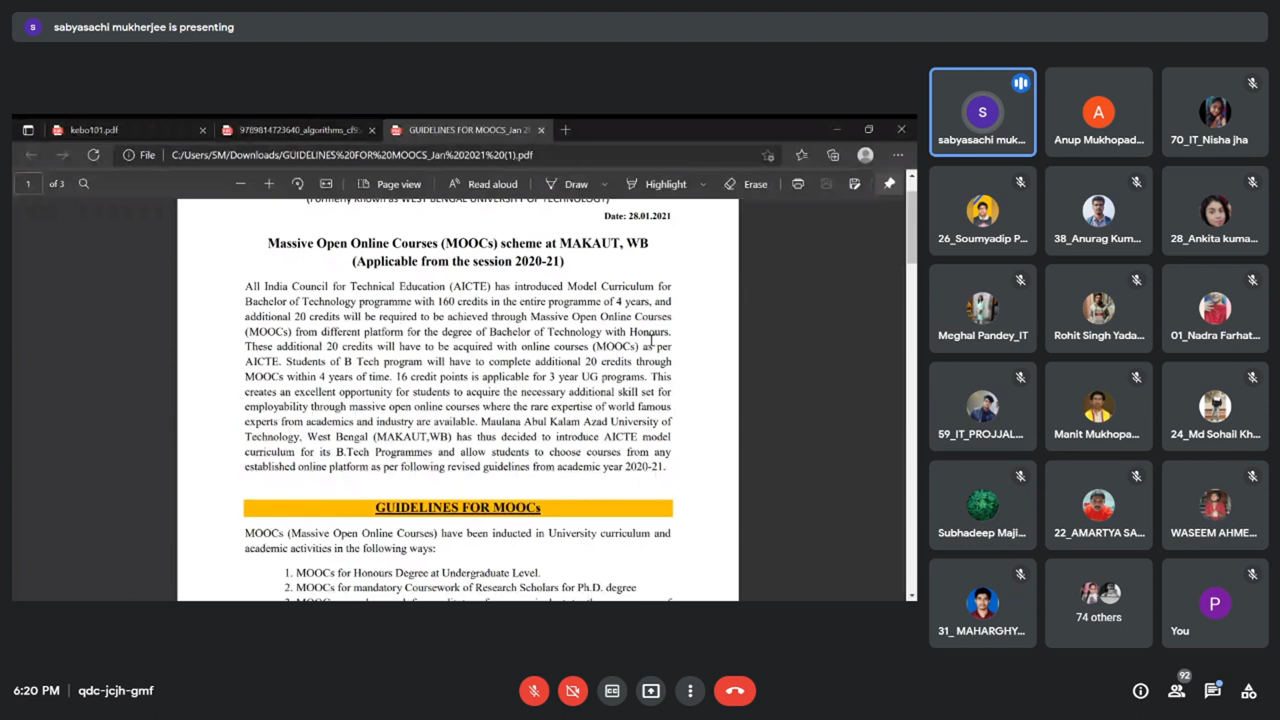 s sabyasachi mukherjee is presenting
kebo101.pdf
9789814723640_algorithms_cf9
GUIDELINES FOR MOOCS_Jan 2
File C:/Users/SM/Downloads/GUIDELINES%20FOR%20MOOCS_Jan%202021%20(1).pdf
1 of 3
Page view
Read aloud
Draw
Highlight
Erase
(Formerly known as WEST BENGAL UNIVERSITY OF TECHNOLOGY)
Date: 28.01.2021
Massive Open Online Courses (MOOCs) scheme at MAKAUT, WB
(Applicable from the session 2020-21)
All India Council for Technical Education (AICTE) has introduced Model Curriculum for
Bachelor of Technology programme with 160 credits in the entire programme of 4 years, and
additional 20 credits will be required to be achieved through Massive Open Online Courses
(MOOCs) from different platform for the degree of Bachelor of Technology with Honours.
These additional 20 credits will have to be acquired with online courses (MOOCs) as per
AICTE. Students of B Tech program will have to complete additional 20 credits through
MOOCs within 4 years of time. 16 credit points is applicable for 3 year UG programs. This
creates an excellent opportunity for students to acquire the necessary additional skill set for
employability through massive open online courses where the rare expertise of world famous
experts from academics and industry are available. Maulana Abul Kalam Azad University of
Technology, West Bengal (MAKAUT,WB) has thus decided to introduce AICTE model
curriculum for its B.Tech Programmes and allow students to choose courses from any
established online platform as per following revised guidelines from academic year 2020-21.
GUIDELINES FOR MOOCs
MOOCs (Massive Open Online Courses) have been inducted in University curriculum and
academic activities in the following ways:
1. MOOCs for Honours Degree at Undergraduate Level.
2. MOOCs for mandatory Coursework of Research Scholars for Ph.D. degree
s
sabyasachi muk...
A
Anup Mukhopad...
70_IT_Nisha jha
26_Soumyadip P...
38_Anurag Kum...
28_Ankita kuma...
Meghal Pandey_IT
Rohit Singh Yada...
01_Nadra Farhat...
59_IT_PROJJAL...
Manit Mukhopa...
24_Md Sohail Kh...
Subhadeep Maji...
22_AMARTYA SA...
WASEEM AHME...
31_ MAHARGHY...
74 others
P
You
6:20 PM qdc-jcjh-gmf
92